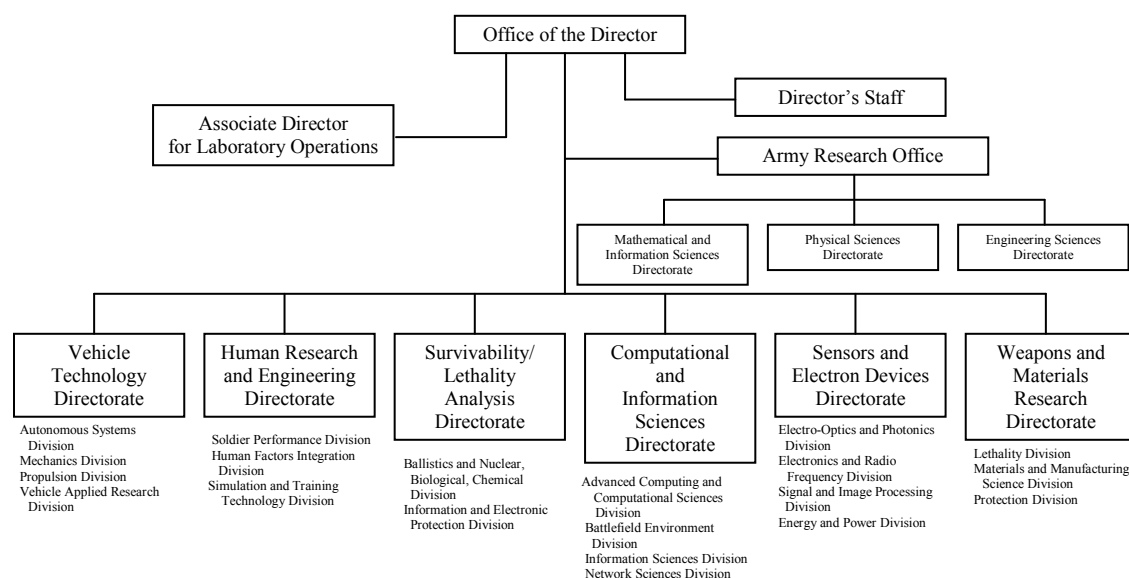 Office of the Director
Director’s Staff
Associate Director
for Laboratory Operations
Army Research Office
Mathematical and
Information Sciences
Directorate
Physical Sciences
Directorate
Engineering Sciences
Directorate
Vehicle
Technology
Directorate
Autonomous Systems
Division
Mechanics Division
Propulsion Division
Vehicle Applied Research
Division
Human Research
and Engineering
Directorate
Soldier Performance Division
Human Factors Integration
Division
Simulation and Training
Technology Division
Survivability/
Lethality
Analysis
Directorate
Ballistics and Nuclear,
Biological, Chemical
Division
Information and Electronic
Protection Division
Computational
and
Information
Sciences
Directorate
Advanced Computing and
Computational Sciences
Division
Battlefield Environment
Division
Information Sciences Division
Network Sciences Division
Sensors and
Electron Devices
Directorate
Electro-Optics and Photonics
Division
Electronics and Radio
Frequency Division
Signal and Image Processing
Division
Energy and Power Division
Weapons and
Materials
Research
Directorate
Lethality Division
Materials and Manufacturing
Science Division
Protection Division